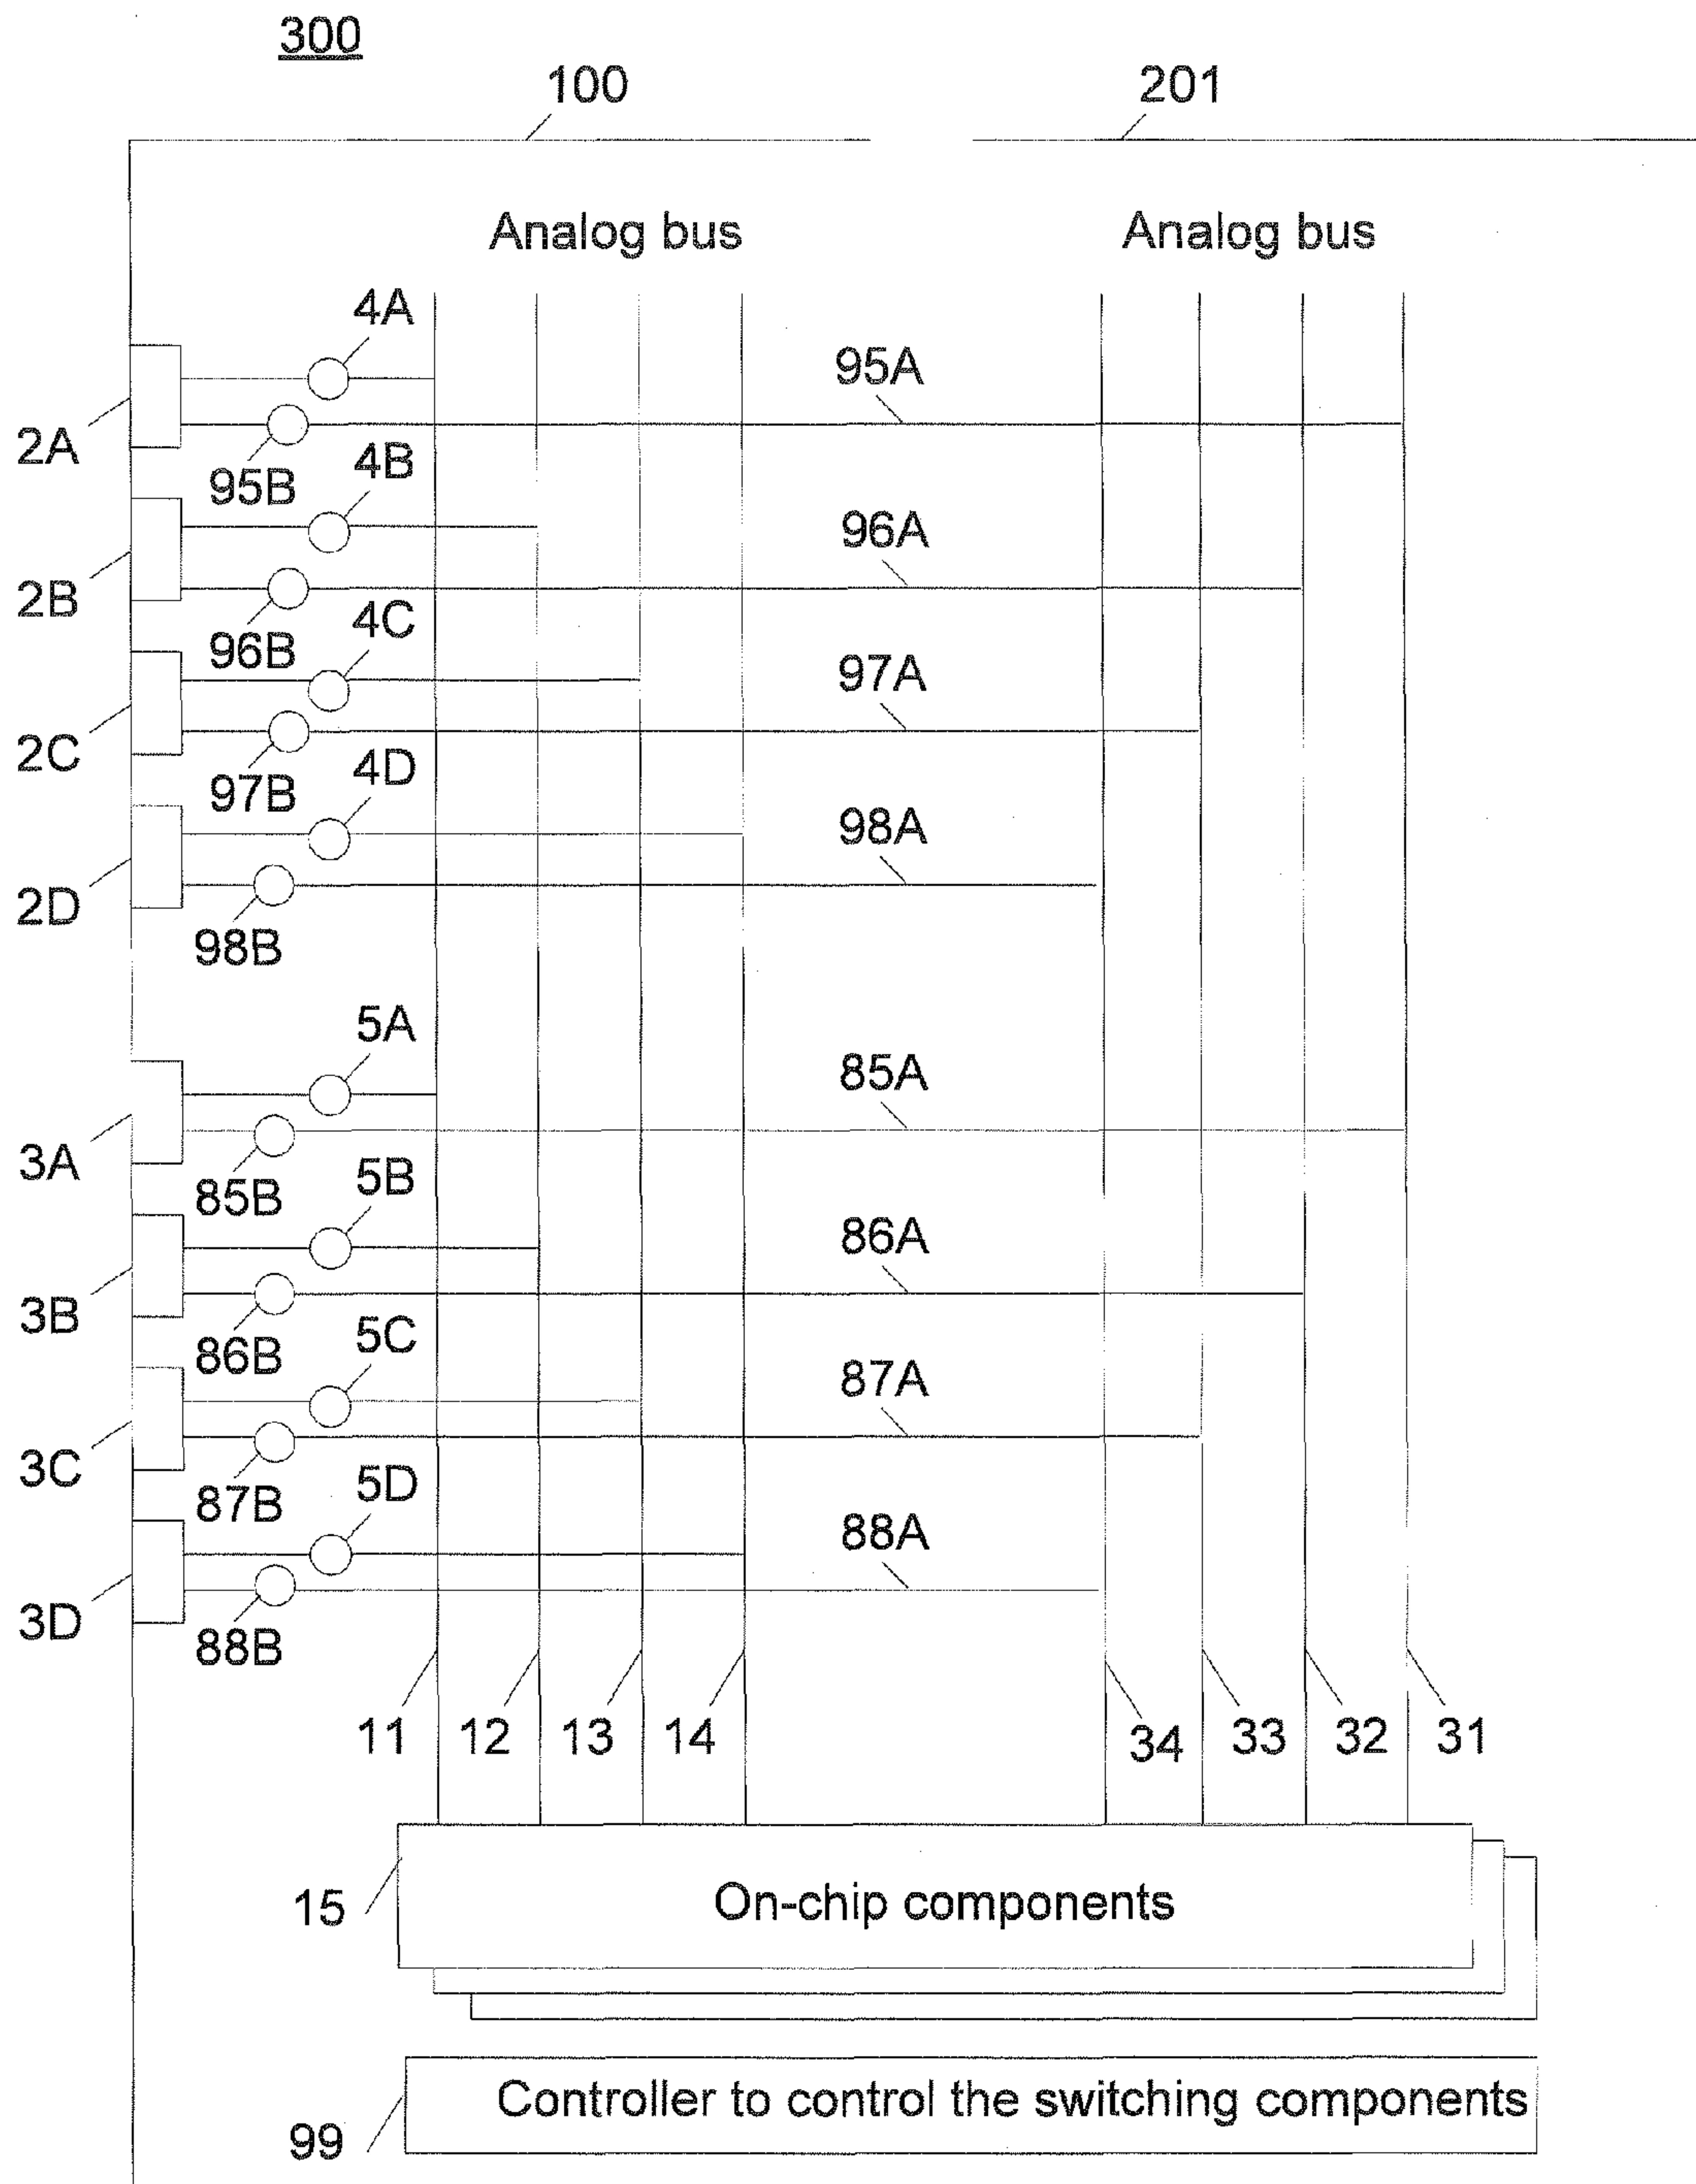 300
100 201
Analog bus Analog bus
4A
95A
2A
95B
4B
96A
2B
96B
4C
97A
2C
97B
4D
98A
2D
98B
5A
85A
3A
85B
5B
86A
3B
86B
5C
87A
3C
87B
5D
88A
3D
88B
11 12 13 14 34 33 32 31
15 On-chip components
Controller to control the switching components
99